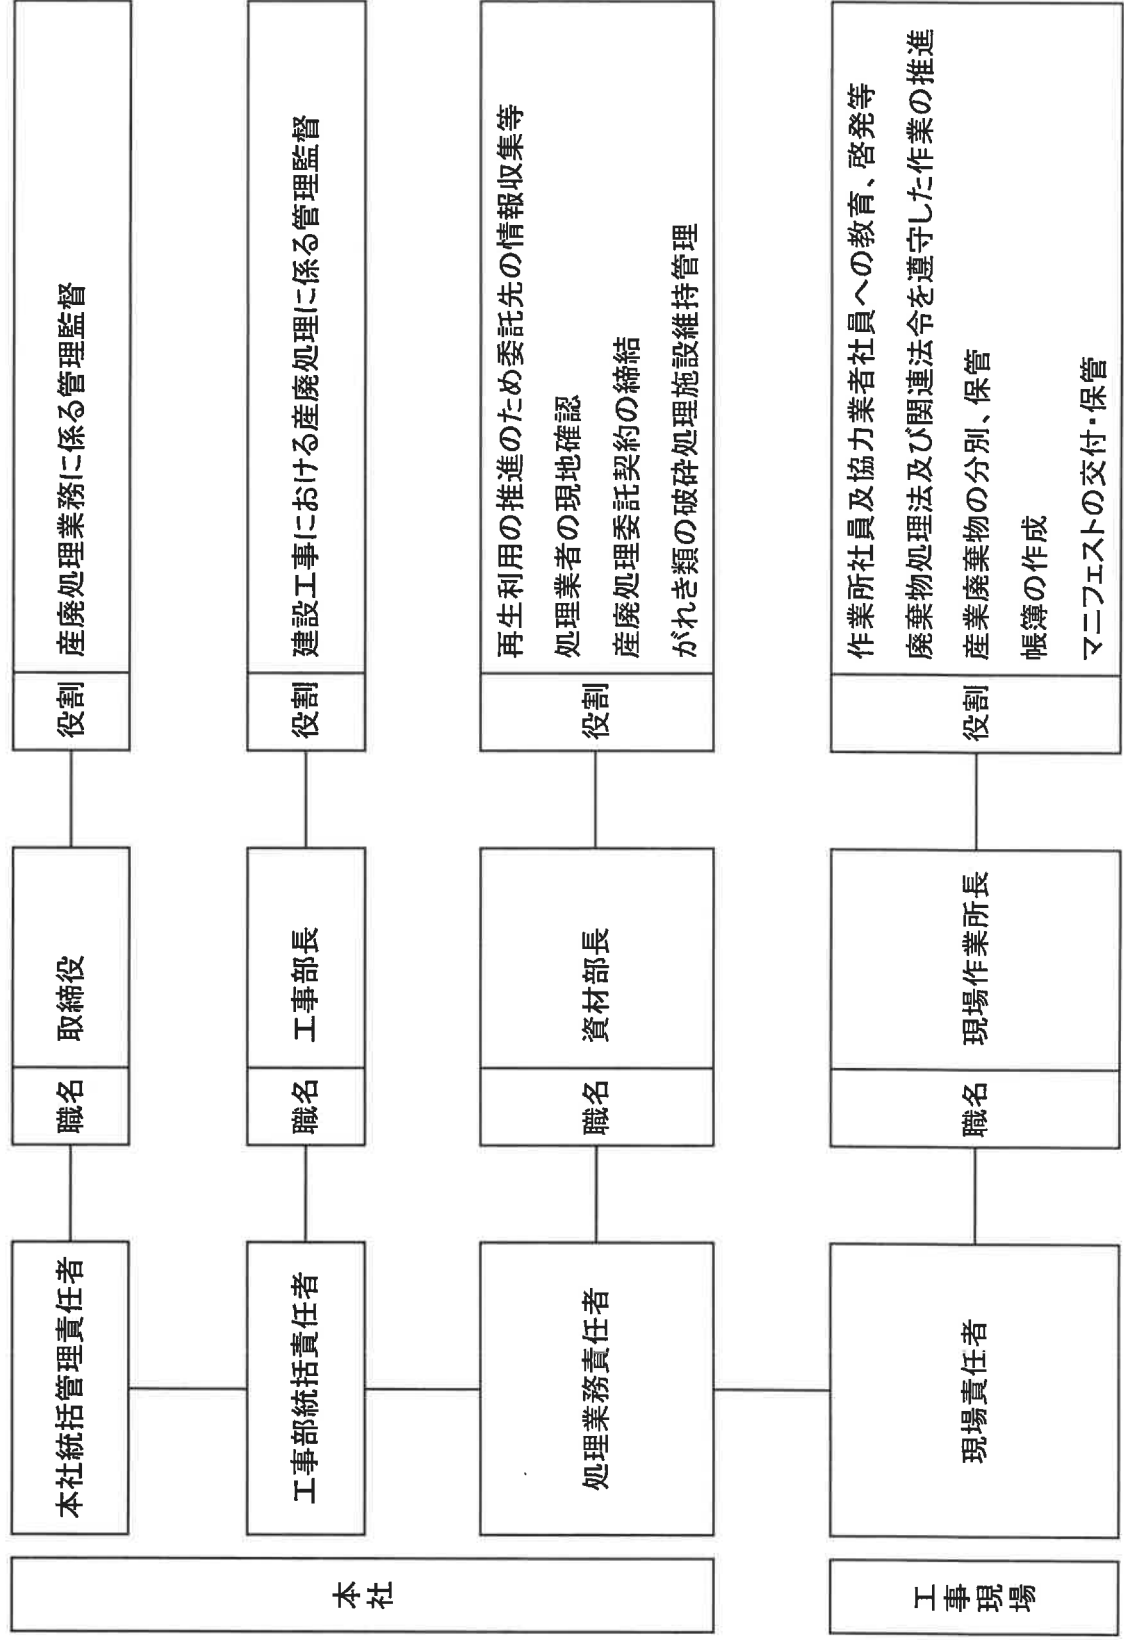 本社
本社統括管理責任者
職名
取締役
役割
産廃処理業務に係る管理監督
工事部統括責任者
職名
工事部長
役割
建設工事における産廃処理に係る管理監督
処理業務責任者
職名
資材部長
役割
再生利用の推進のため委託先の情報収集等
処理業者の現地確認
産廃処理委託契約の締結
がれき類の破砕処理施設維持管理
工事現場
現場責任者
職名
現場作業所長
役割
作業所社員及協力業者社員への教育、啓発等
廃棄物処理法及び関連法令を遵守した作業の推進
産業廃棄物の分別、保管
帳簿の作成
マニフェストの交付・保管